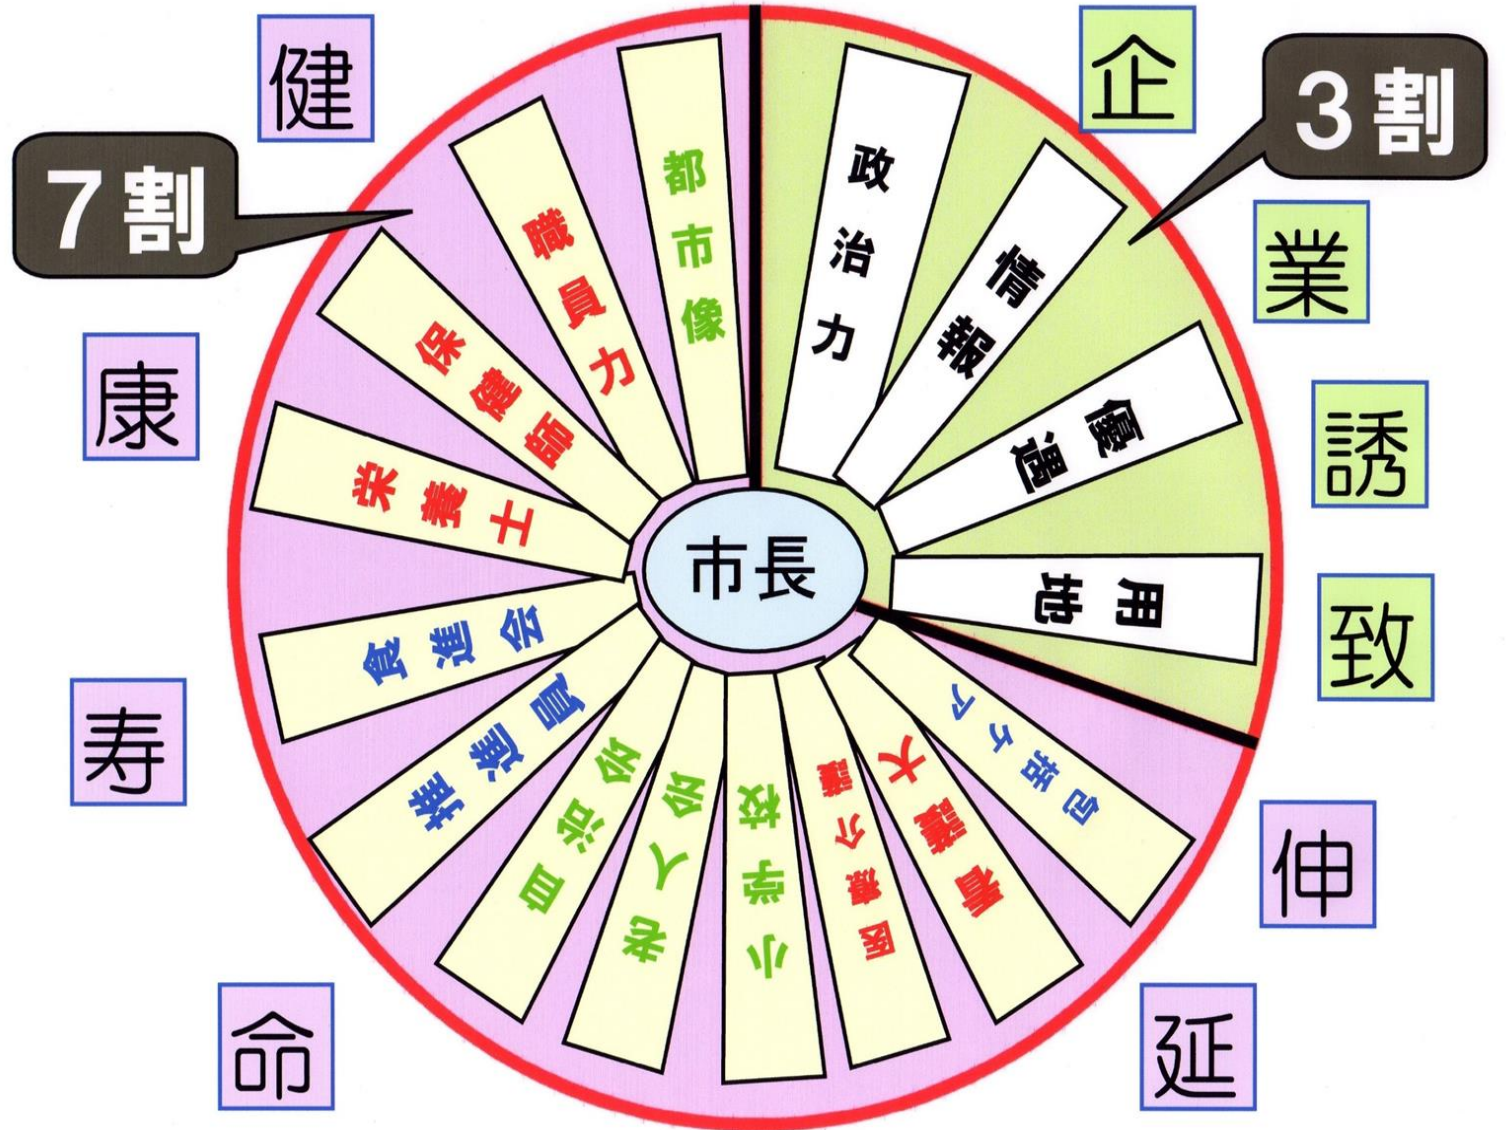 市長
3割
企業誘致
政治力
情報
優遇
用地
7割
健康寿命延伸
都市像
職員力
保健師
栄養士
食進会
推進員
自治会
老人会
小学校
医療介護
看護大
包括ケア